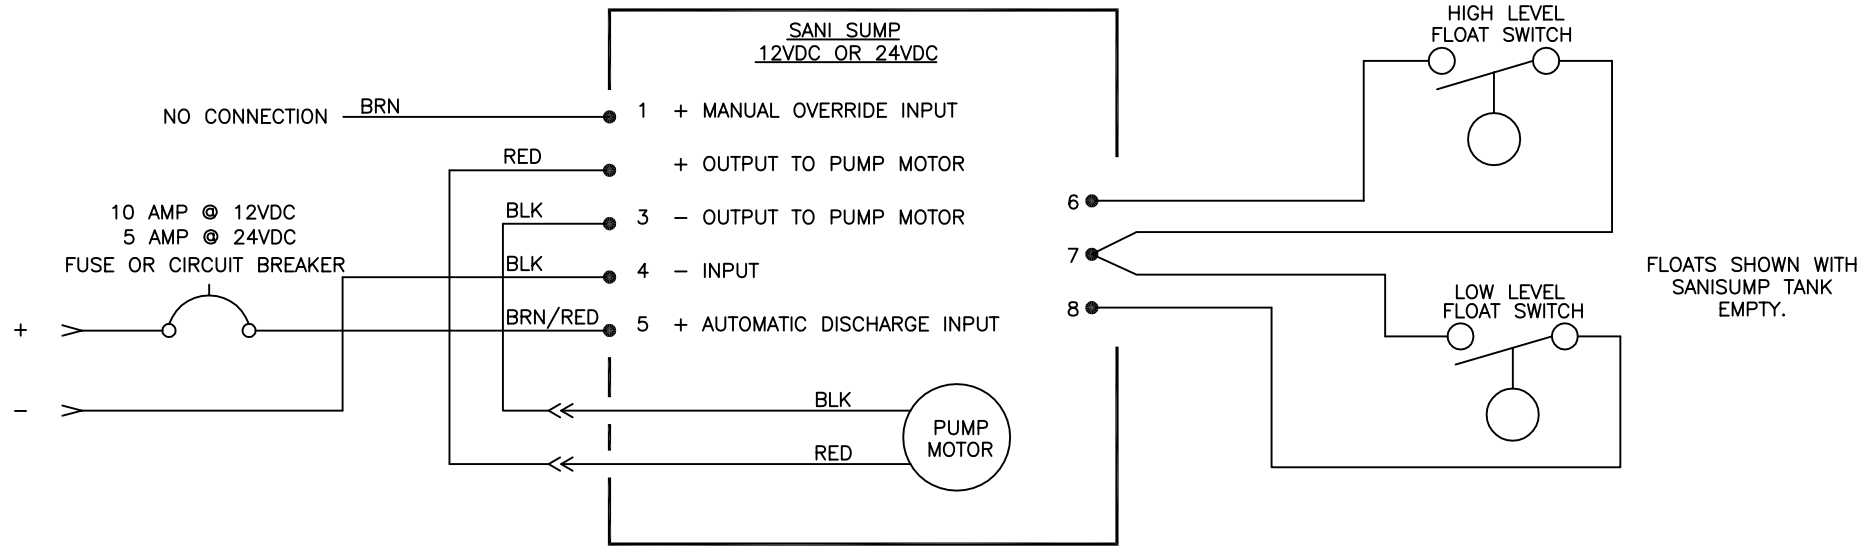 SANI SUMP
12VDC OR 24VDC
NO CONNECTION
BRN
1 + MANUAL OVERRIDE INPUT
RED
+ OUTPUT TO PUMP MOTOR
10 AMP @ 12VDC
5 AMP @ 24VDC
FUSE OR CIRCUIT BREAKER
BLK
3 - OUTPUT TO PUMP MOTOR
BLK
4 - INPUT
BRN/RED
5 + AUTOMATIC DISCHARGE INPUT
+
-
BLK
RED
PUMP
MOTOR
6
7
8
HIGH LEVEL
FLOAT SWITCH
LOW LEVEL
FLOAT SWITCH
FLOATS SHOWN WITH
SANISUMP TANK
EMPTY.